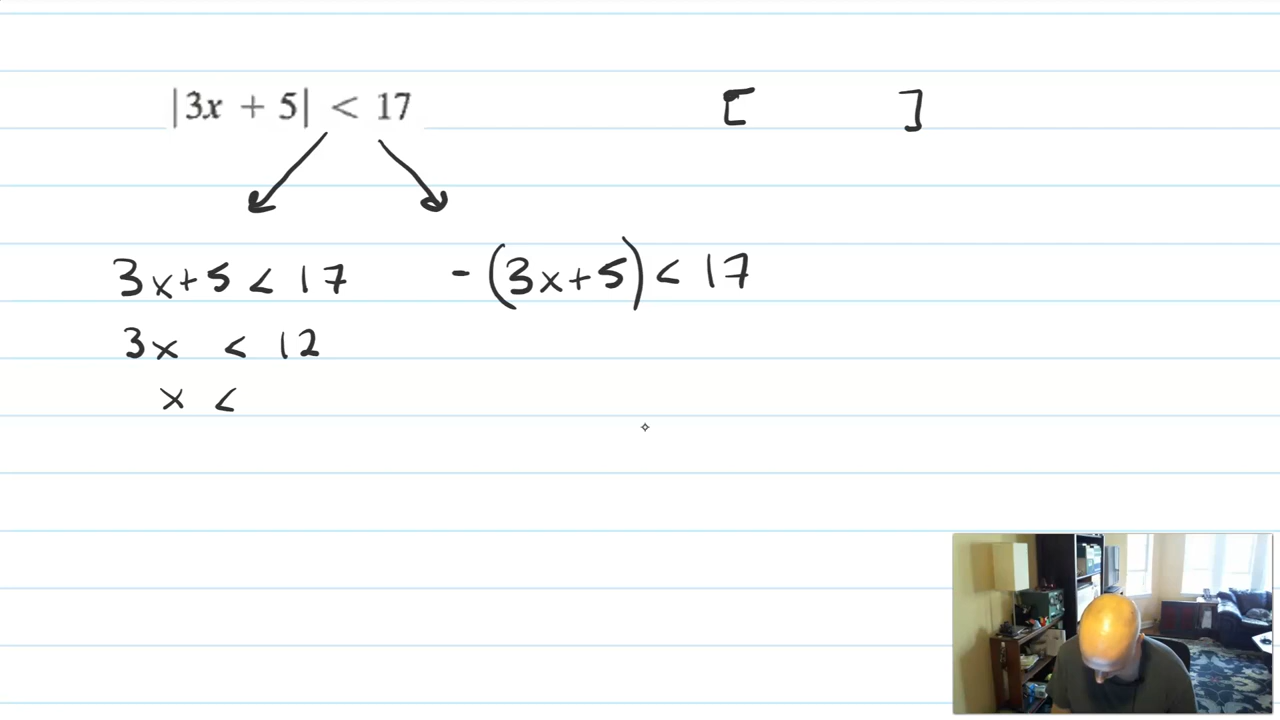 |3x + 5| < 17 [ ]
3x+5 < 17 -(3x+5) < 17
3x < 12
x <